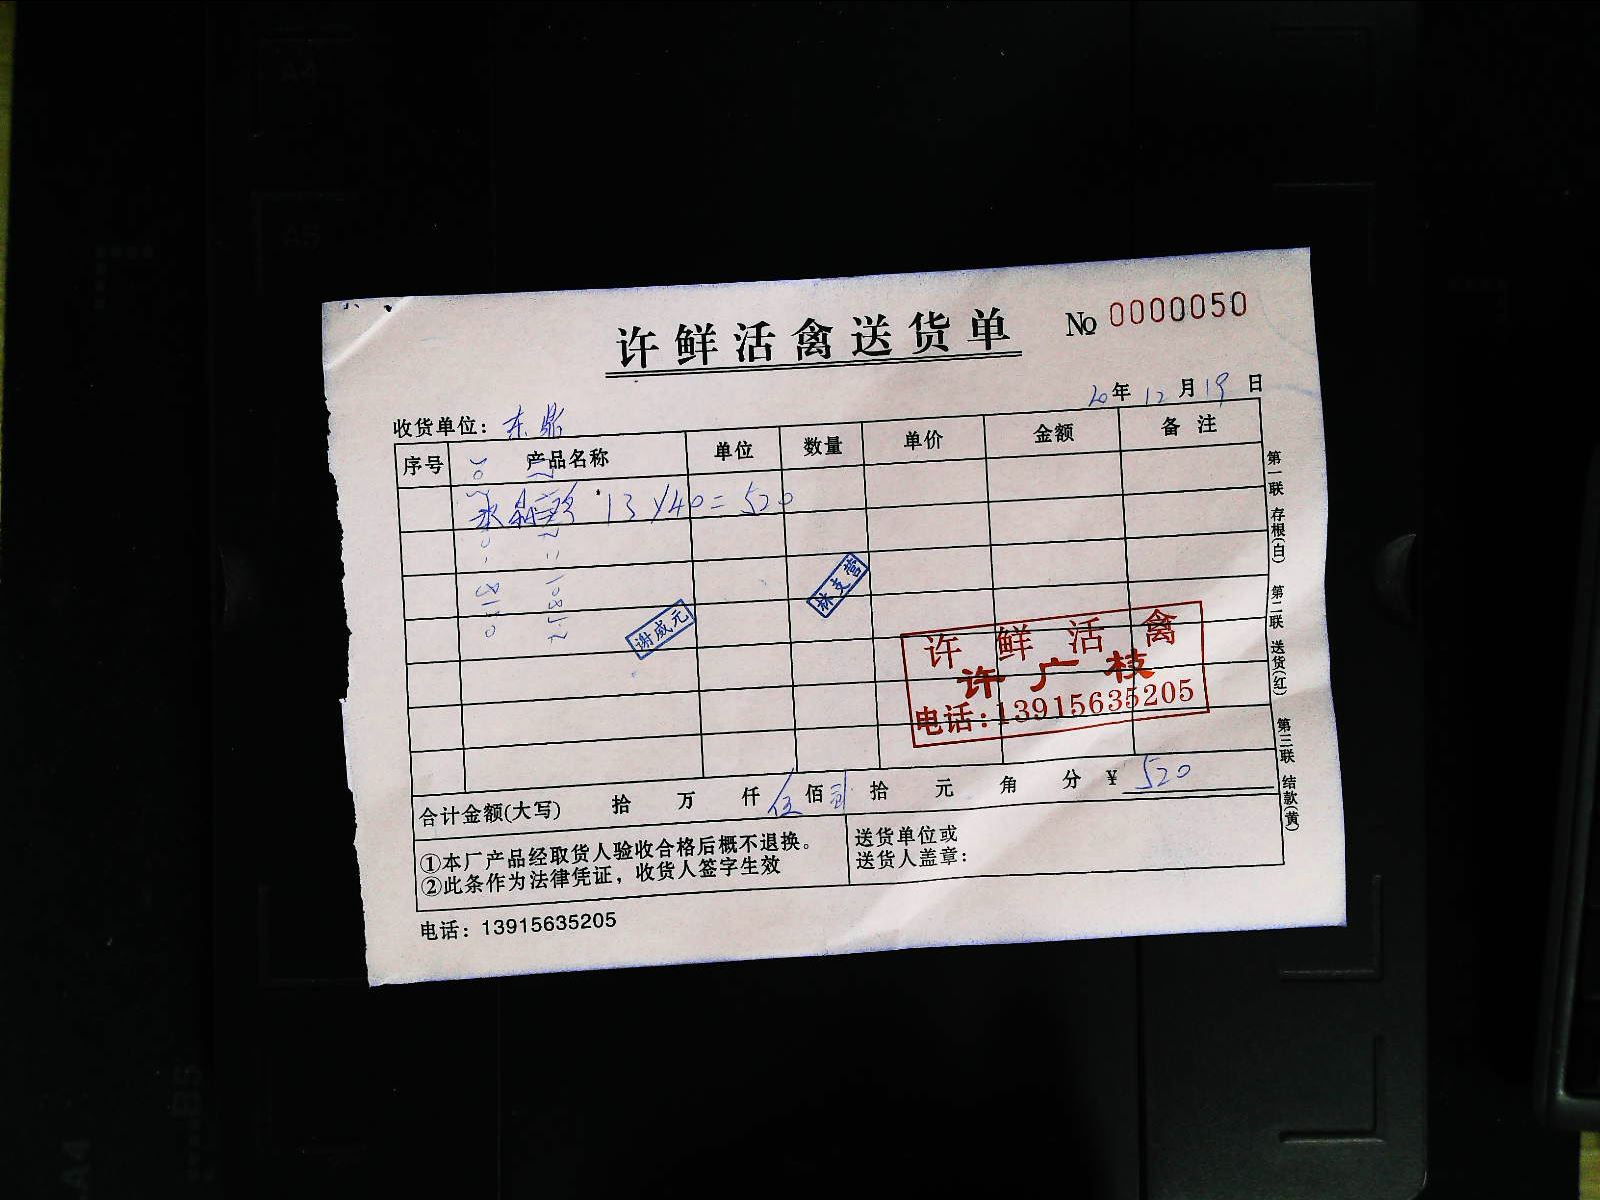 许鲜活禽送货单 № 0000050
20年 12月 19日
收货单位：东鼎
序号 产品名称 单位 数量 单价 金额 备注
13×40=520
谢威元
林支营
许鲜活禽
许广枝
电话:13915635205
合计金额(大写) 拾 万 仟 伍佰 贰拾 元 角 分 ¥ 520
①本厂产品经取货人验收合格后概不退换。
②此条作为法律凭证，收货人签字生效
送货单位或
送货人盖章：
电话：13915635205
第一联 存根(白) 第二联 送货(红) 第三联 结款(黄)
A4
A5
B5
A4